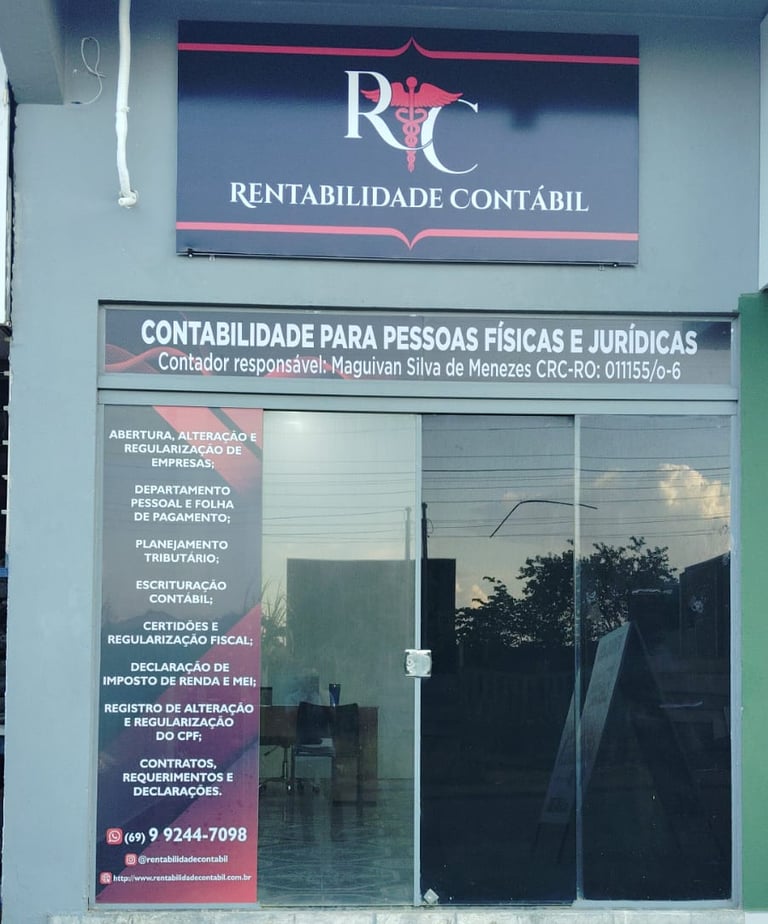 RC
RENTABILIDADE CONTÁBIL
CONTABILIDADE PARA PESSOAS FÍSICAS E JURÍDICAS
Contador responsável: Maguivan Silva de Menezes CRC-RO: 011155/o-6
ABERTURA, ALTERAÇÃO E
REGULARIZAÇÃO DE
EMPRESAS;
DEPARTAMENTO
PESSOAL E FOLHA
DE PAGAMENTO;
PLANEJAMENTO
TRIBUTÁRIO;
ESCRITURAÇÃO
CONTÁBIL;
CERTIDÕES E
REGULARIZAÇÃO FISCAL;
DECLARAÇÃO DE
IMPOSTO DE RENDA E MEI;
REGISTRO DE ALTERAÇÃO
E REGULARIZAÇÃO
DO CPF;
CONTRATOS,
REQUERIMENTOS E
DECLARAÇÕES.
(69) 9 9244-7098
@rentabilidadecontabil
http://www.rentabilidadecontabil.com.br